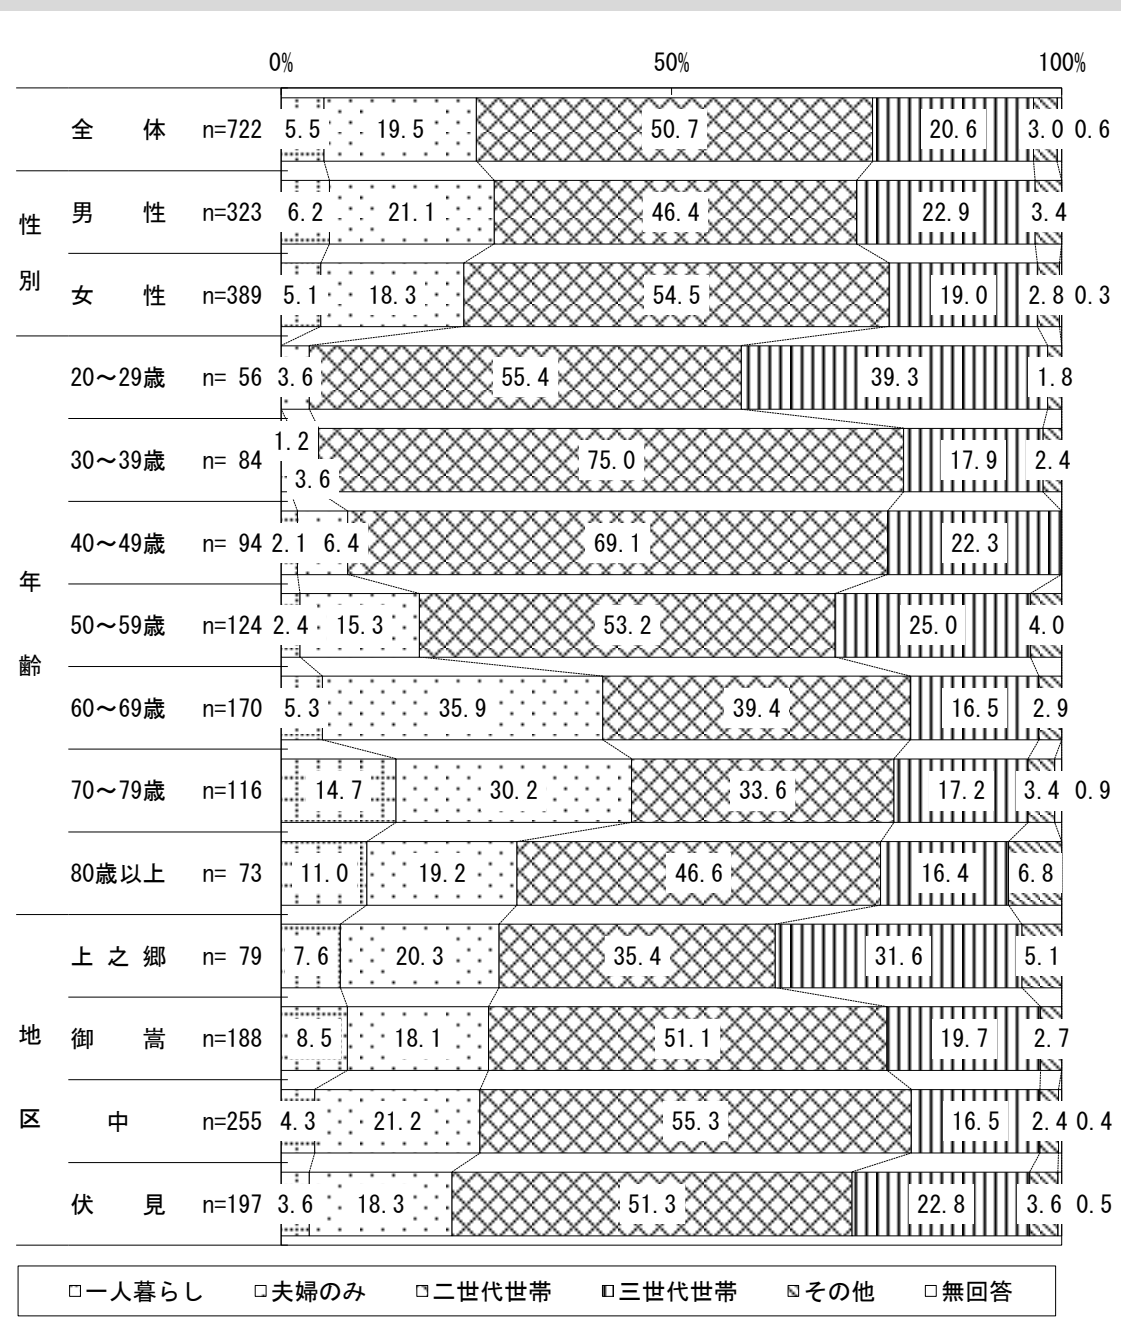 0% 50% 100%
全 体 n=722 5.5 19.5 50.7 20.6 3.0 0.6
性別
男 性 n=323 6.2 21.1 46.4 22.9 3.4
女 性 n=389 5.1 18.3 54.5 19.0 2.8 0.3
年齢
20～29歳 n= 56 3.6 55.4 39.3 1.8
30～39歳 n= 84 1.2 3.6 75.0 17.9 2.4
40～49歳 n= 94 2.1 6.4 69.1 22.3
50～59歳 n=124 2.4 15.3 53.2 25.0 4.0
60～69歳 n=170 5.3 35.9 39.4 16.5 2.9
70～79歳 n=116 14.7 30.2 33.6 17.2 3.4 0.9
80歳以上 n= 73 11.0 19.2 46.6 16.4 6.8
地区
上之郷 n= 79 7.6 20.3 35.4 31.6 5.1
御 嵩 n=188 8.5 18.1 51.1 19.7 2.7
中 n=255 4.3 21.2 55.3 16.5 2.4 0.4
伏 見 n=197 3.6 18.3 51.3 22.8 3.6 0.5
一人暮らし 夫婦のみ 二世代世帯 三世代世帯 その他 無回答